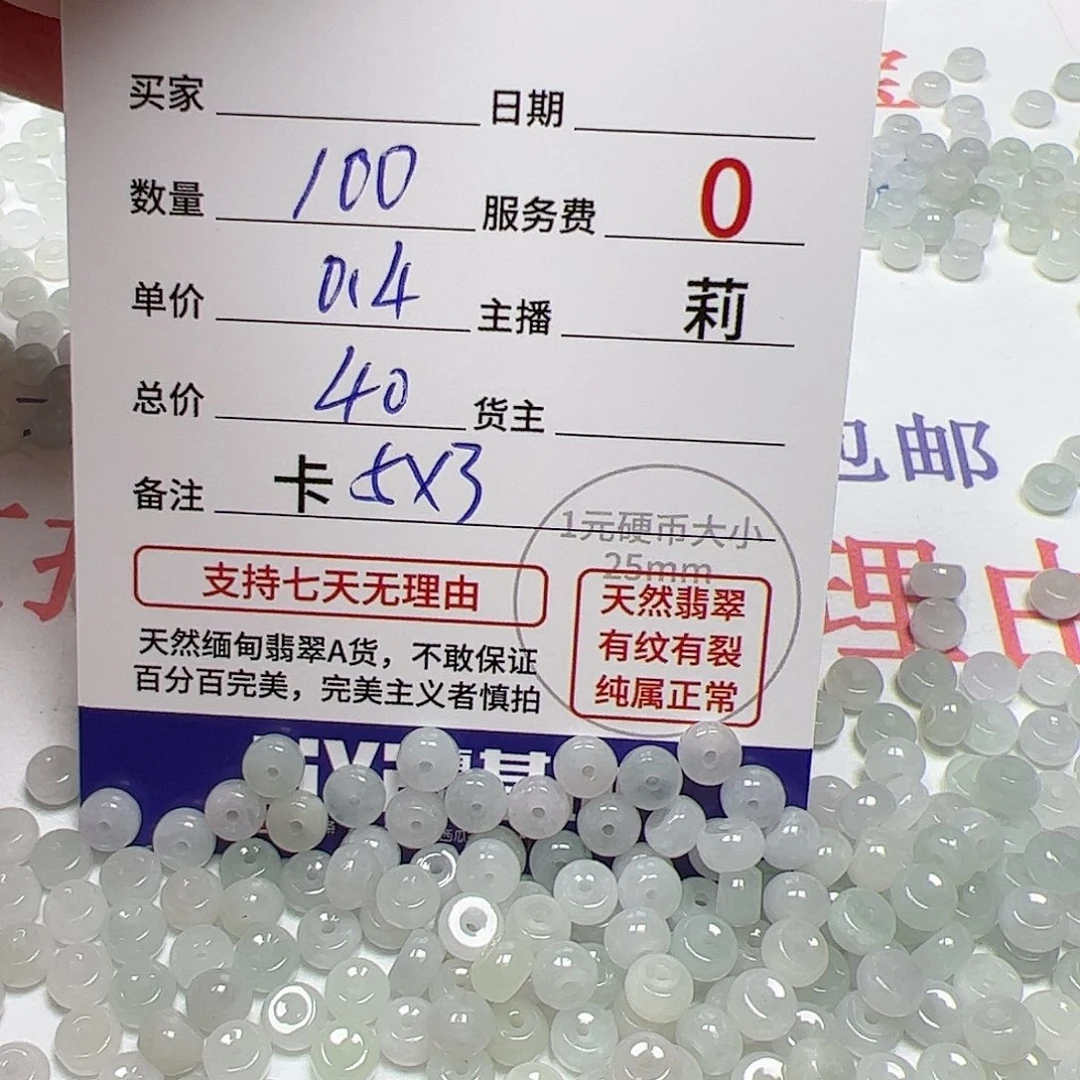 买家 日期
数量 100 服务费 0
单价 0.4 主播 莉
总价 40 货主
备注 卡 5X3
1元硬币大小
25mm
支持七天无理由
天然缅甸翡翠A货，不敢保证
百分百完美，完美主义者慎拍
天然翡翠
有纹有裂
纯属正常
包邮
理由